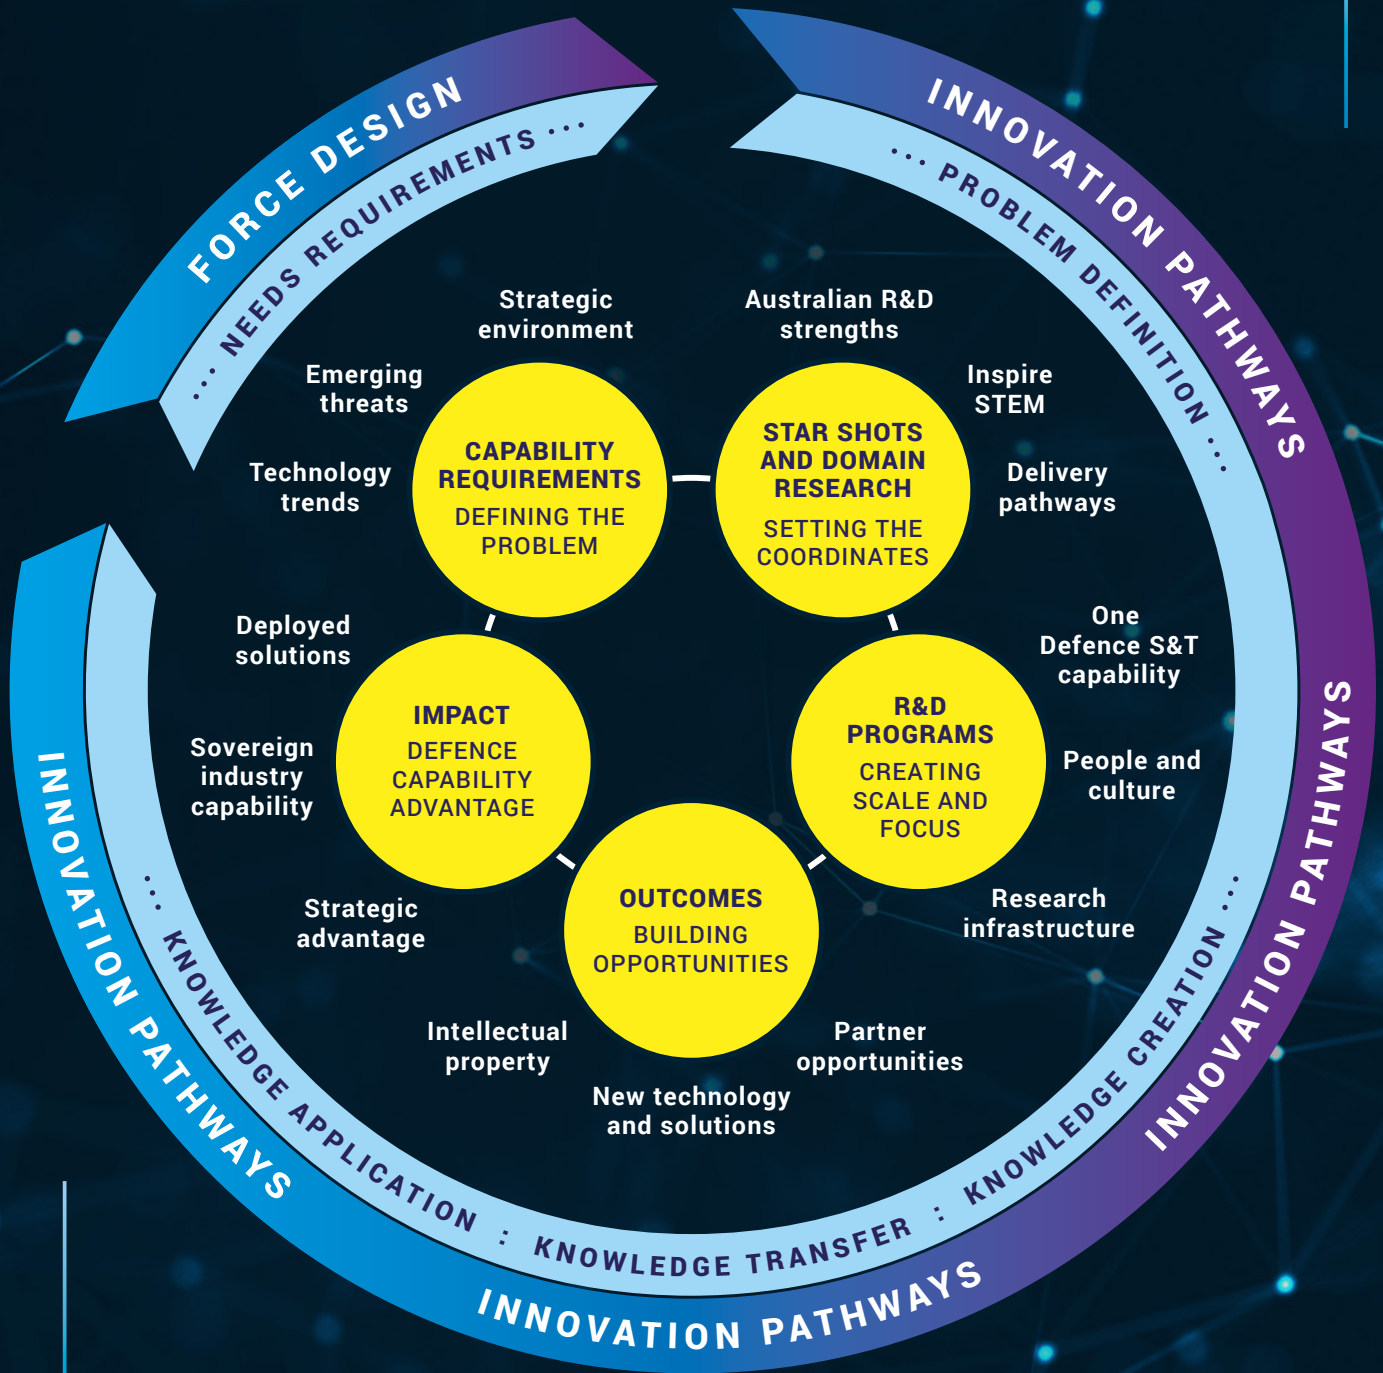 FORCE DESIGN
... NEEDS REQUIREMENTS ...
INNOVATION PATHWAYS
... PROBLEM DEFINITION ...
INNOVATION PATHWAYS
INNOVATION PATHWAYS
... KNOWLEDGE APPLICATION : KNOWLEDGE TRANSFER : KNOWLEDGE CREATION ...
INNOVATION PATHWAYS
INNOVATION PATHWAYS
Strategic
environment
Emerging
threats
Technology
trends
CAPABILITY
REQUIREMENTS
DEFINING THE
PROBLEM
Australian R&D
strengths
Inspire
STEM
Delivery
pathways
STAR SHOTS
AND DOMAIN
RESEARCH
SETTING THE
COORDINATES
One
Defence S&T
capability
People and
culture
Research
infrastructure
R&D
PROGRAMS
CREATING
SCALE AND
FOCUS
OUTCOMES
BUILDING
OPPORTUNITIES
Partner
opportunities
New technology
and solutions
Intellectual
property
IMPACT
DEFENCE
CAPABILITY
ADVANTAGE
Strategic
advantage
Sovereign
industry
capability
Deployed
solutions